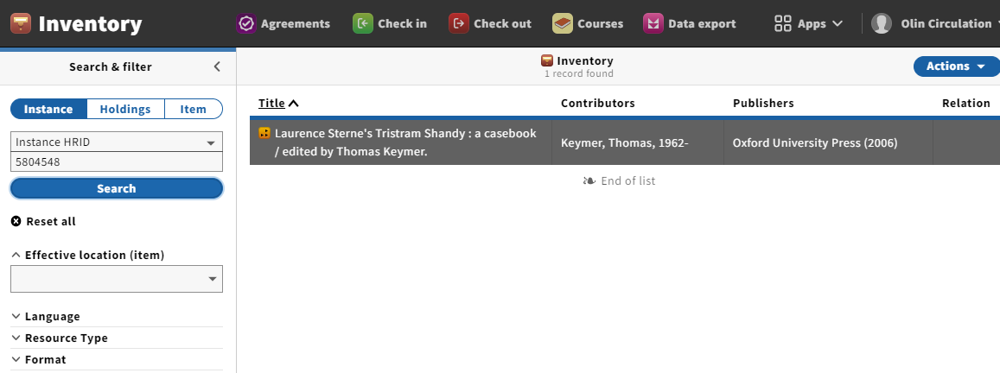 Inventory
Agreements
Check in
Check out
Courses
Data export
Apps
Olin Circulation
Search & filter
Inventory
1 record found
Actions
Instance
Holdings
Item
Instance HRID
5804548
Search
Reset all
Effective location (item)
Language
Resource Type
Format
Title
Contributors
Publishers
Relation
Laurence Sterne's Tristram Shandy : a casebook
/ edited by Thomas Keymer.
Keymer, Thomas, 1962-
Oxford University Press (2006)
End of list